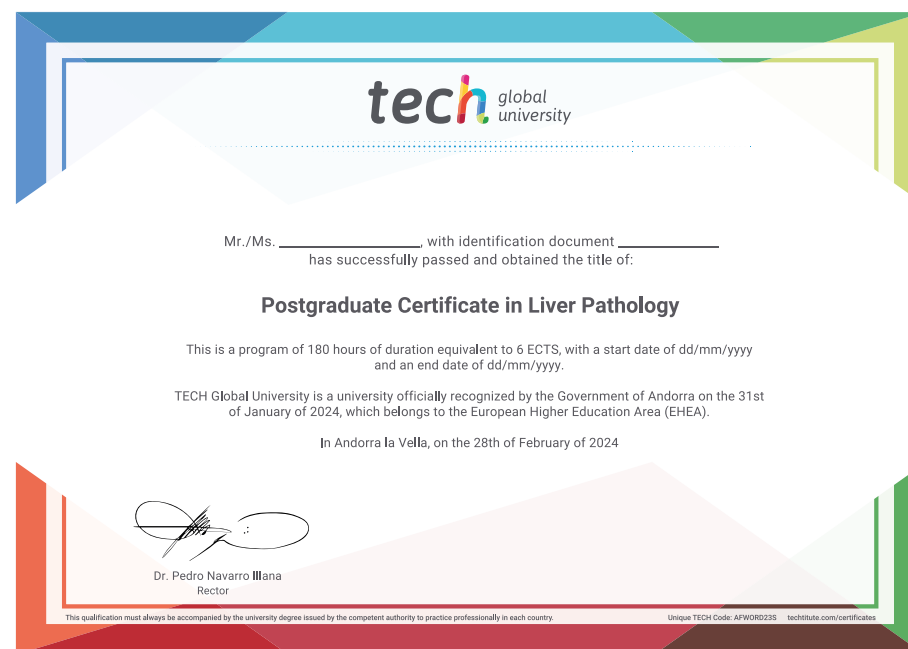 tech global
university
Mr./Ms. ____________, with identification document ____________
has successfully passed and obtained the title of:
Postgraduate Certificate in Liver Pathology
This is a program of 180 hours of duration equivalent to 6 ECTS, with a start date of dd/mm/yyyy
and an end date of dd/mm/yyyy.
TECH Global University is a university officially recognized by the Government of Andorra on the 31st
of January of 2024, which belongs to the European Higher Education Area (EHEA).
In Andorra la Vella, on the 28th of February of 2024
Dr. Pedro Navarro Illana
Rector
This qualification must always be accompanied by the university degree issued by the competent authority to practice professionally in each country. Unique TECH Code: AFWORD23S techtitute.com/certificates